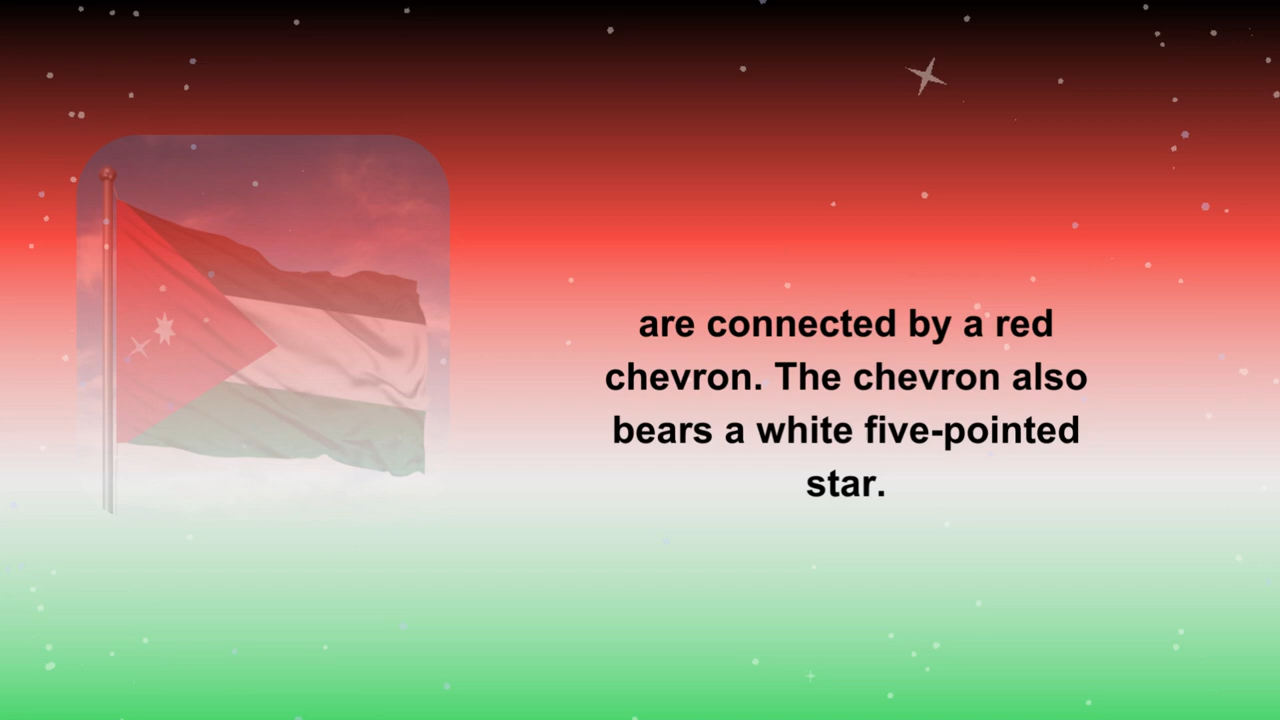 are connected by a red
chevron. The chevron also
bears a white five-pointed
star.